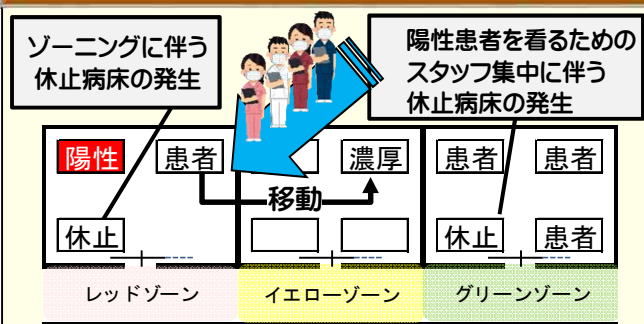 ゾーニングに伴う
休止病床の発生
陽性患者を看るための
スタッフ集中に伴う
休止病床の発生
陽性
患者
濃厚
患者
患者
移動
休止
休止
患者
レッドゾーン
イエローゾーン
グリーンゾーン